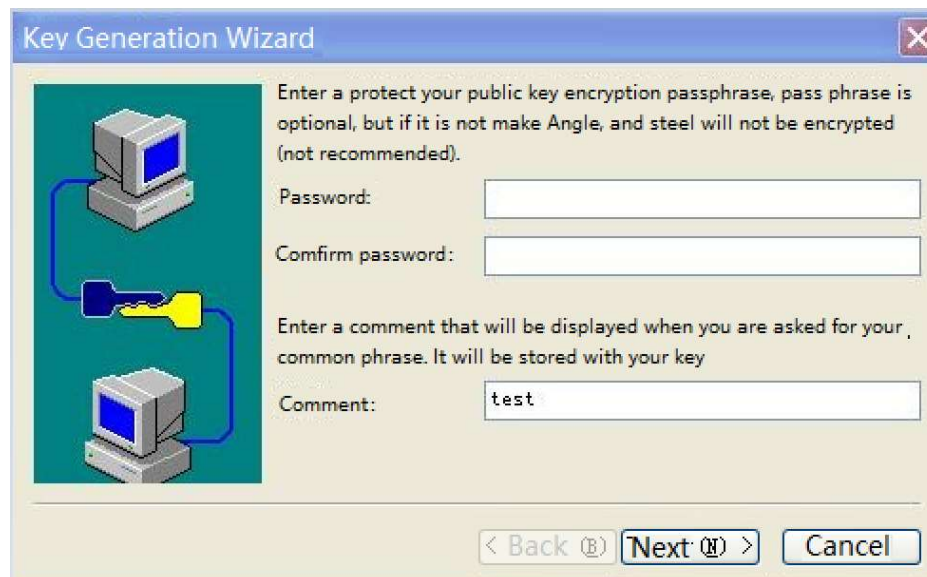 Key Generation Wizard
Enter a protect your public key encryption passphrase, pass phrase is
optional, but if it is not make Angle, and steel will not be encrypted
(not recommended).
Password:
Comfirm password:
Enter a comment that will be displayed when you are asked for your,
common phrase. It will be stored with your key
Comment: test
< Back (B) Next (N) > Cancel